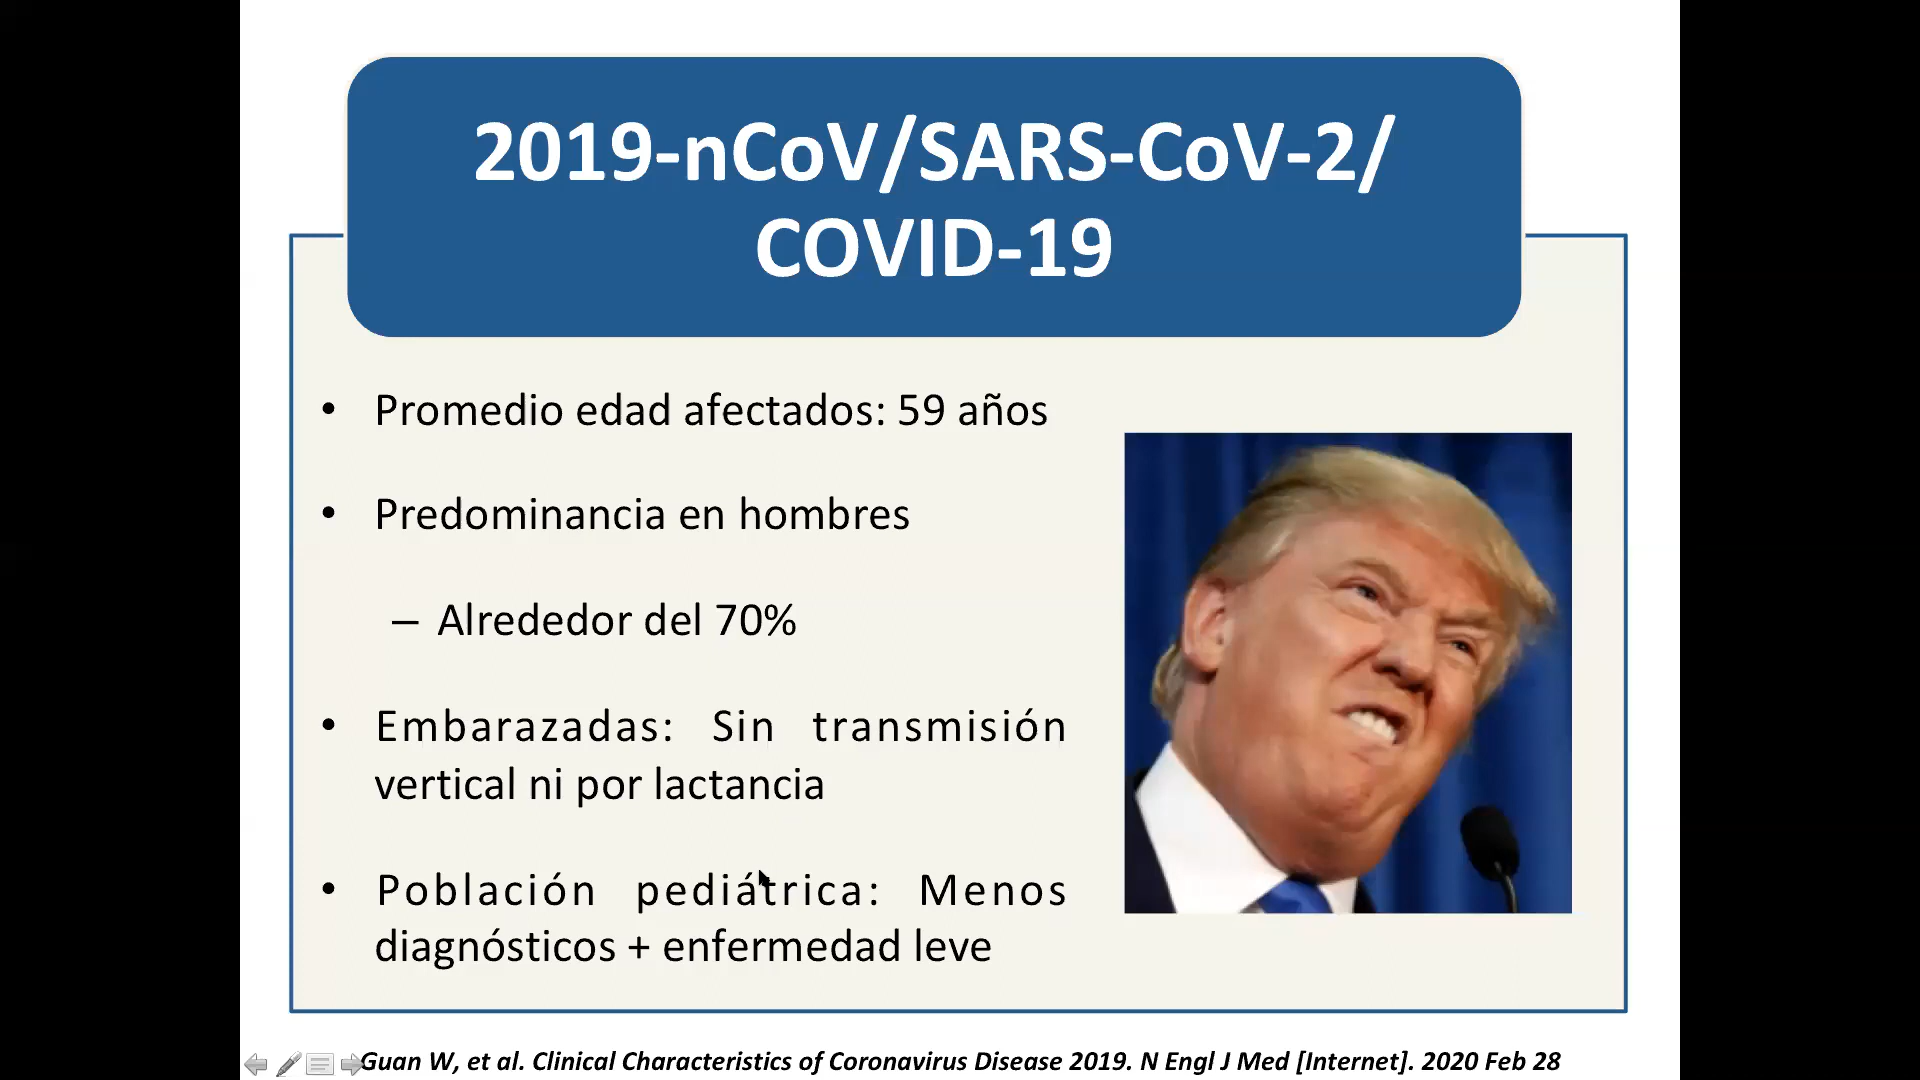 2019-nCoV/SARS-CoV-2/
COVID-19
• Promedio edad afectados: 59 años
• Predominancia en hombres
– Alrededor del 70%
• Embarazadas: Sin transmisión
vertical ni por lactancia
• Población pediátrica: Menos
diagnósticos + enfermedad leve
Guan W, et al. Clinical Characteristics of Coronavirus Disease 2019. N Engl J Med [Internet]. 2020 Feb 28